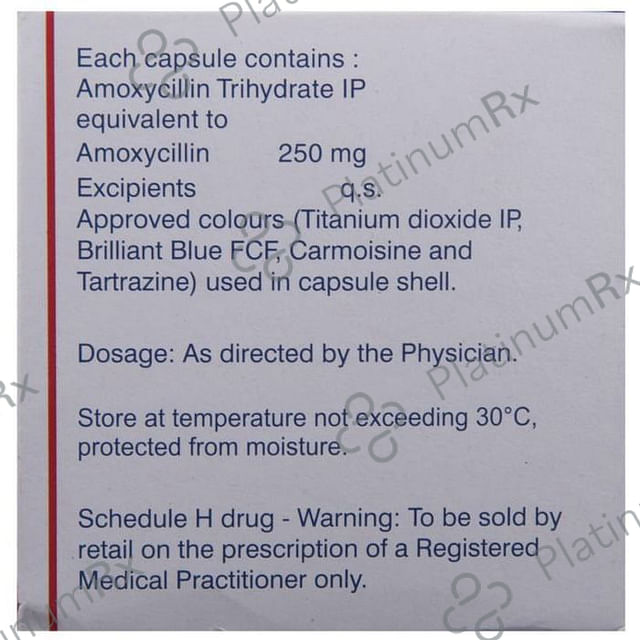 Each capsule contains :
Amoxycillin Trihydrate IP
equivalent to
Amoxycillin 250 mg
Excipients q.s.
Approved colours (Titanium dioxide IP,
Brilliant Blue FCF, Carmoisine and
Tartrazine) used in capsule shell.
Dosage: As directed by the Physician.
Store at temperature not exceeding 30°C,
protected from moisture.
Schedule H drug - Warning: To be sold by
retail on the prescription of a Registered
Medical Practitioner only.
PlatinumRx
PlatinumRx